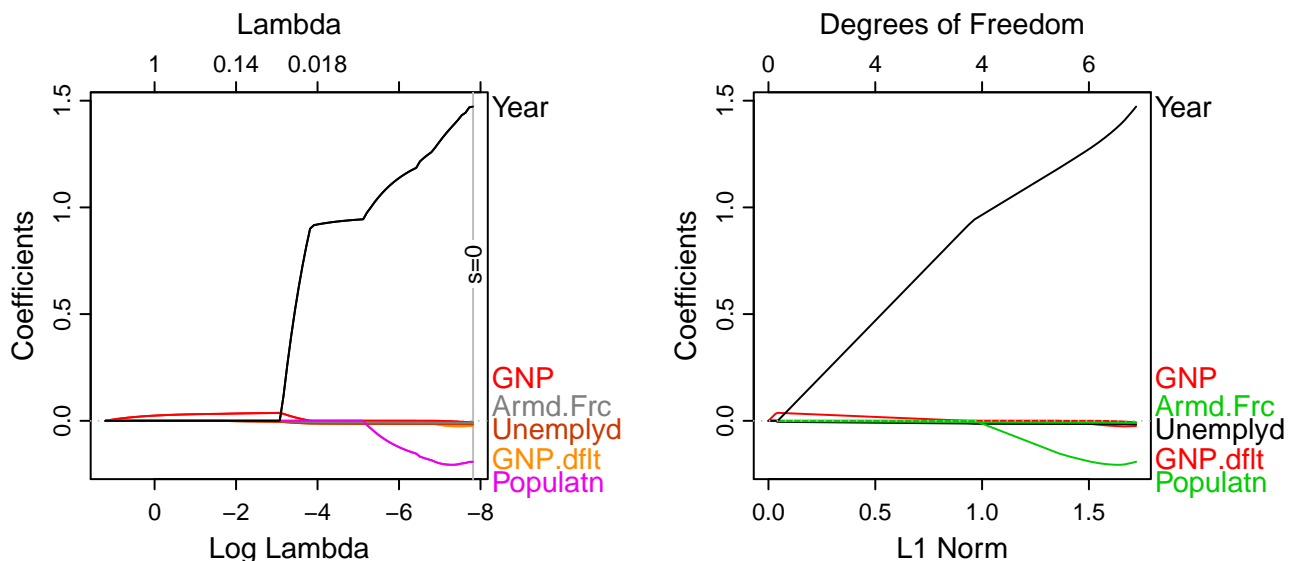 Lambda
1 0.14 0.018
Coefficients
0.0 0.5 1.0 1.5
s=0
Year
GNP
Armd.Frc
Unemplyd
GNP.dflt
Populatn
0 −2 −4 −6 −8
Log Lambda
Degrees of Freedom
0 4 4 6
Coefficients
0.0 0.5 1.0 1.5
Year
GNP
Armd.Frc
Unemplyd
GNP.dflt
Populatn
0.0 0.5 1.0 1.5
L1 Norm